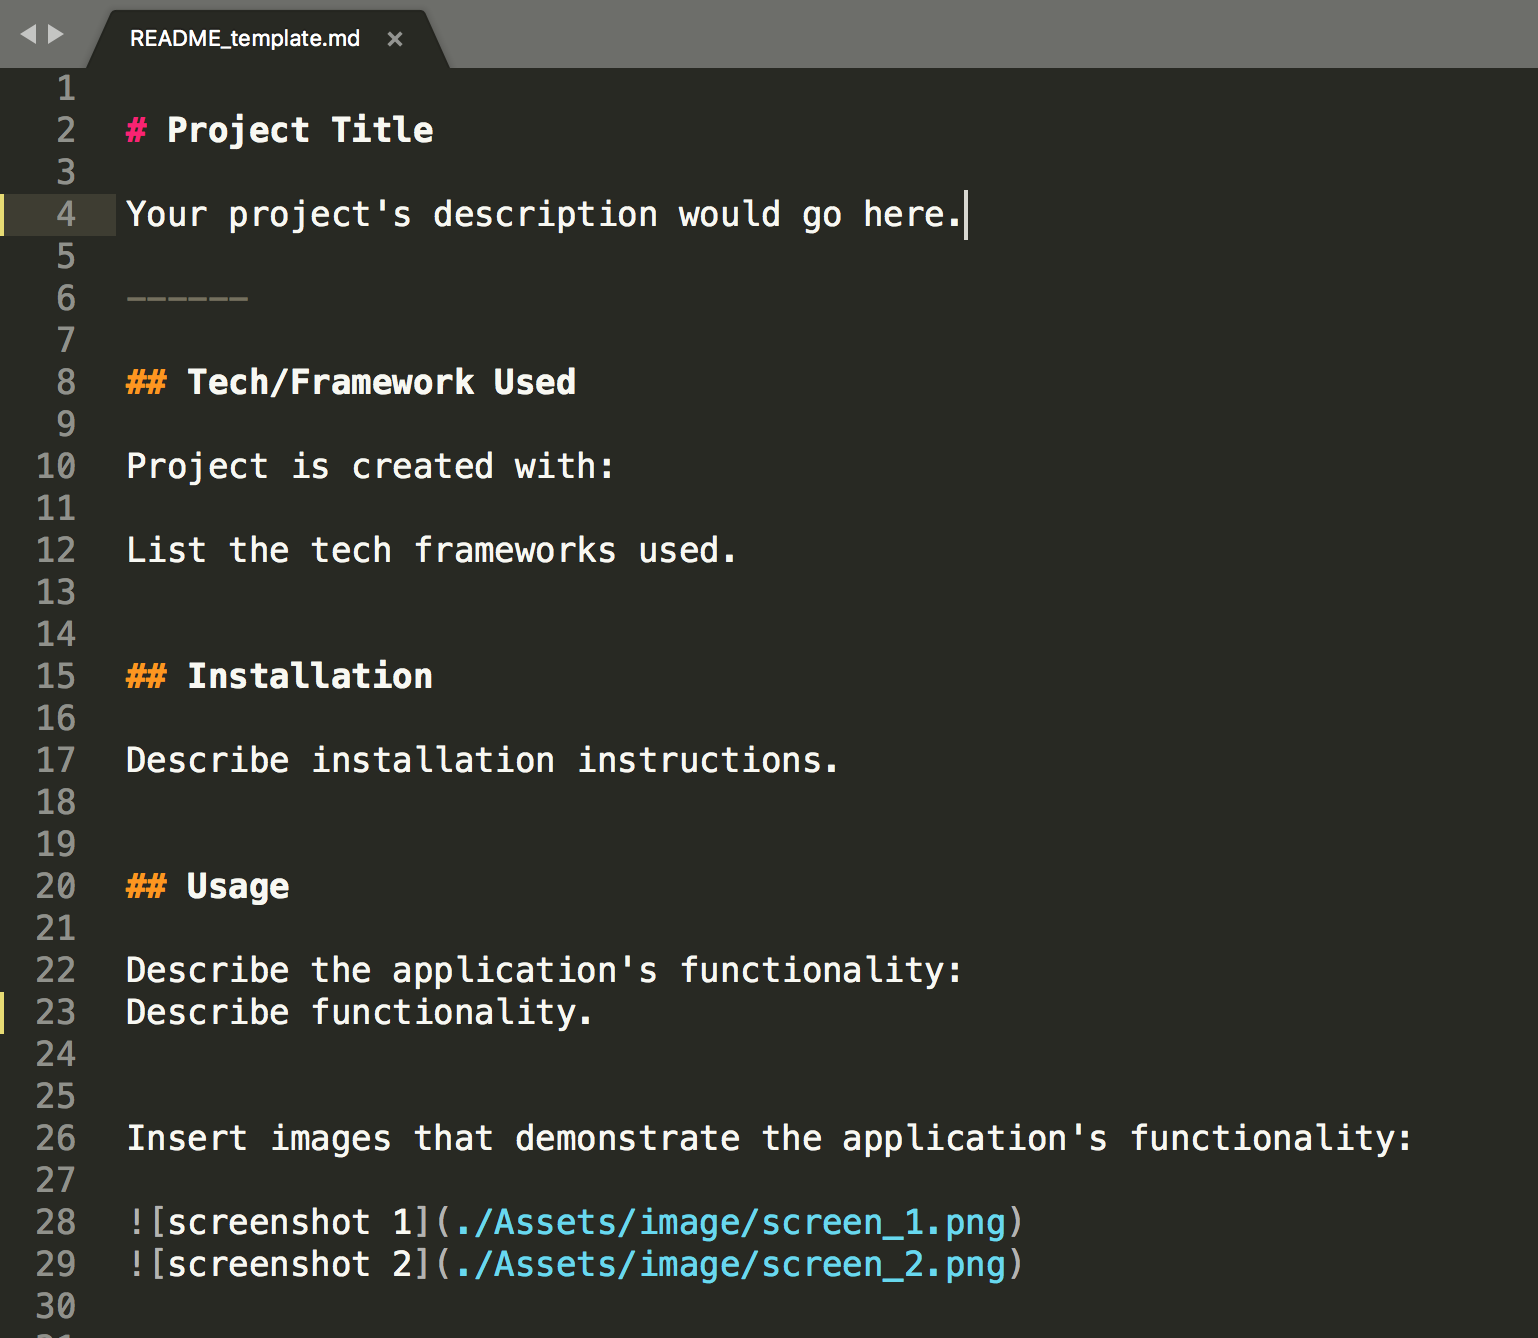 README_template.md ×
1
2 # Project Title
3
4 Your project's description would go here.
5
6 ------
7
8 ## Tech/Framework Used
9
10 Project is created with:
11
12 List the tech frameworks used.
13
14
15 ## Installation
16
17 Describe installation instructions.
18
19
20 ## Usage
21
22 Describe the application's functionality:
23 Describe functionality.
24
25
26 Insert images that demonstrate the application's functionality:
27
28 ![screenshot 1](./Assets/image/screen_1.png)
29 ![screenshot 2](./Assets/image/screen_2.png)
30